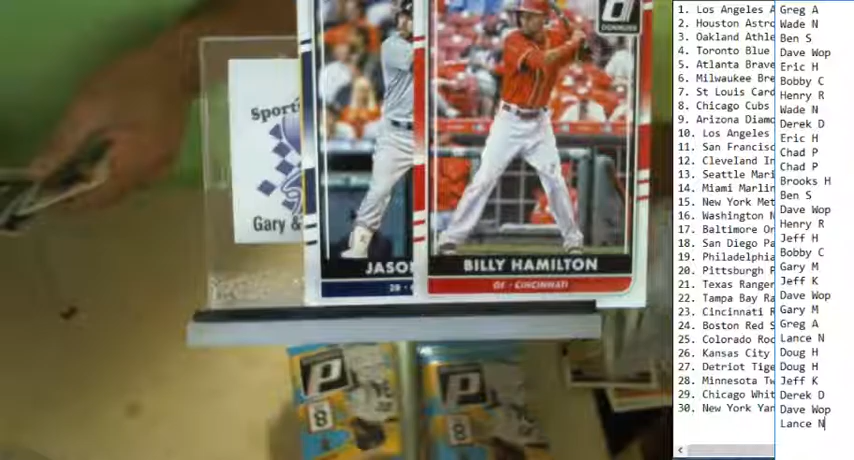 Sporti
Gary &
JASO
2B
DONRUSS
BILLY HAMILTON
OF - CINCINNATI
P
8
P
8
1. Los Angeles A
2. Houston Astro
3. Oakland Athle
4. Toronto Blue
5. Atlanta Brave
6. Milwaukee Bre
7. St Louis Card
8. Chicago Cubs
9. Arizona Diamo
10. Los Angeles
11. San Francisc
12. Cleveland In
13. Seattle Mari
14. Miami Marlin
15. New York Met
16. Washington N
17. Baltimore Or
18. San Diego Pa
19. Philadelphia
20. Pittsburgh P
21. Texas Ranger
22. Tampa Bay Ra
23. Cincinnati R
24. Boston Red S
25. Colorado Roc
26. Kansas City
27. Detriot Tige
28. Minnesota Tw
29. Chicago Whit
30. New York Yan
Greg A
Wade N
Ben S
Dave Wop
Eric H
Bobby C
Henry R
Wade N
Derek D
Eric H
Chad P
Chad P
Brooks H
Ben S
Dave Wop
Henry R
Jeff H
Bobby C
Gary M
Jeff K
Dave Wop
Gary M
Greg A
Lance N
Doug H
Doug H
Jeff K
Derek D
Dave Wop
Lance N